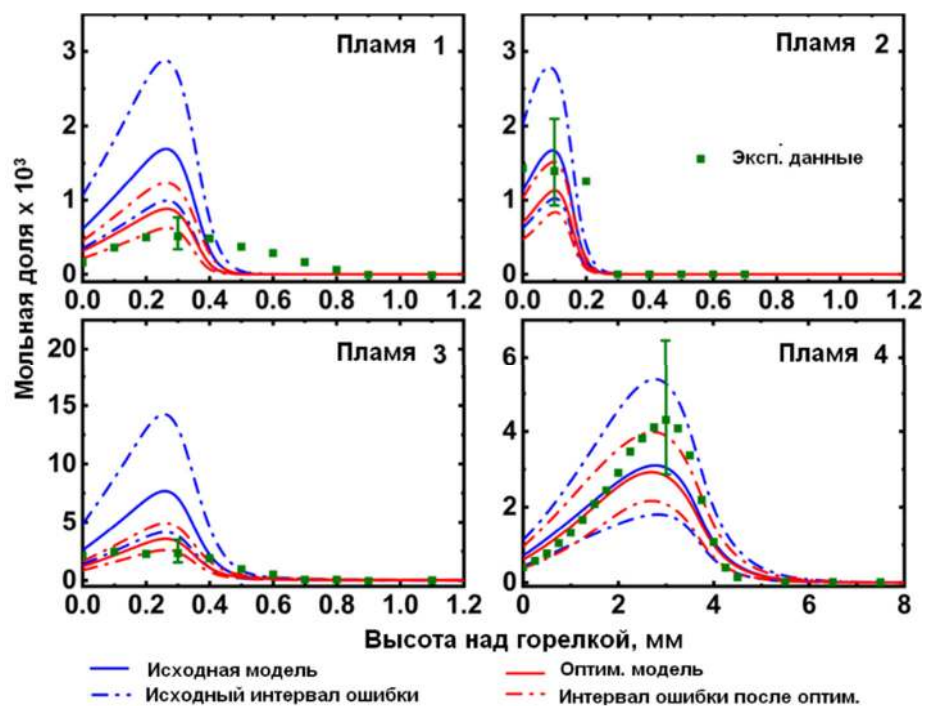 Пламя 1
3
2
1
0
0.0 0.2 0.4 0.6 0.8 1.0 1.2
Пламя 2
Эксп. данные
3
2
1
0
0.0 0.2 0.4 0.6 0.8 1.0 1.2
Мольная доля x 10³
Пламя 3
20
15
10
5
0
0.0 0.2 0.4 0.6 0.8 1.0 1.2
Пламя 4
6
4
2
0
0 2 4 6 8
Высота над горелкой, мм
Исходная модель
Исходный интервал ошибки
Оптим. модель
Интервал ошибки после оптим.